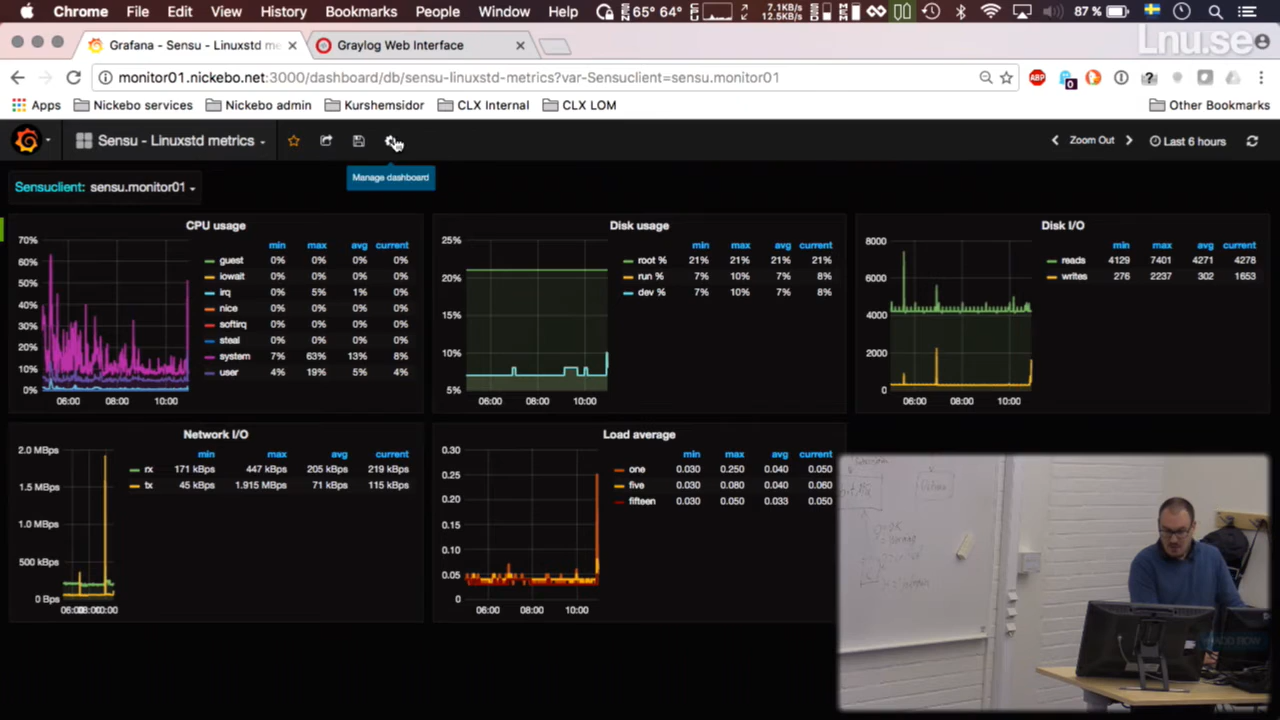 Chrome File Edit View History Bookmarks People Window Help 65° 64° 7.1KB/s 12.5KB/s 87 %
Grafana - Sensu - Linuxstd me
Graylog Web Interface
Lnu.se
monitor01.nickebo.net:3000/dashboard/db/sensu-linuxstd-metrics?var-Sensuclient=sensu.monitor01
ABP
0
Apps Nickebo services Nickebo admin Kurshemsidor CLX Internal CLX LOM Other Bookmarks
Sensu - Linuxstd metrics
Zoom Out Last 6 hours
Manage dashboard
Sensuclient: sensu.monitor01
CPU usage
min max avg current
guest 0% 0% 0% 0%
iowait 0% 0% 0% 0%
irq 0% 5% 1% 0%
nice 0% 0% 0% 0%
softirq 0% 0% 0% 0%
steal 0% 0% 0% 0%
system 7% 63% 13% 8%
user 4% 19% 5% 4%
70%
60%
50%
40%
30%
20%
10%
0%
06:00 08:00 10:00
Disk usage
min max avg current
root % 21% 21% 21% 21%
run % 7% 10% 7% 8%
dev % 7% 10% 7% 8%
25%
20%
15%
10%
5%
06:00 08:00 10:00
Disk I/O
min max avg current
reads 4129 7401 4271 4278
writes 276 2237 302 1653
8000
6000
4000
2000
0
06:00 08:00 10:00
Network I/O
min max avg current
rx 171 kBps 447 kBps 205 kBps 219 kBps
tx 45 kBps 1.915 MBps 71 kBps 115 kBps
2.0 MBps
1.5 MBps
1.0 MBps
500 kBps
0 Bps
Load average
min max avg current
one 0.030 0.250 0.040 0.050
five 0.030 0.080 0.040 0.060
fifteen 0.030 0.050 0.033 0.050
0.30
0.25
0.20
0.15
0.10
0.05
0
06:00 08:00 10:00
ADD ROW